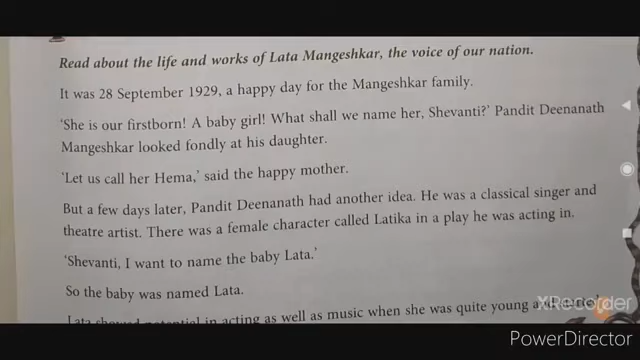 Read about the life and works of Lata Mangeshkar, the voice of our nation.
It was 28 September 1929, a happy day for the Mangeshkar family.
‘She is our firstborn! A baby girl! What shall we name her, Shevanti?’ Pandit Deenanath
Mangeshkar looked fondly at his daughter.
‘Let us call her Hema,’ said the happy mother.
But a few days later, Pandit Deenanath had another idea. He was a classical singer and
theatre artist. There was a female character called Latika in a play he was acting in.
‘Shevanti, I want to name the baby Lata.’
So the baby was named Lata.
Lata showed potential in acting as well as music when she was quite young and
XRecorder
PowerDirector